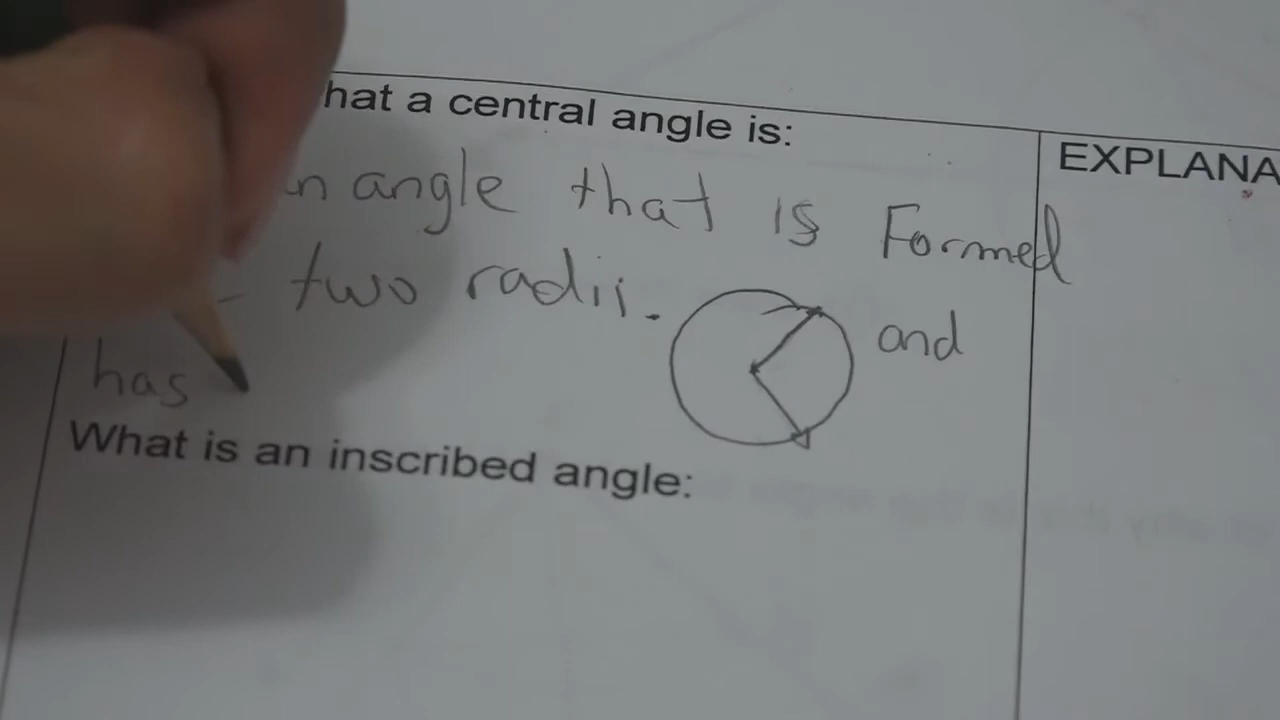 hat a central angle is:
EXPLANA
n angle that is Formed
two radii.
and
has
What is an inscribed angle: